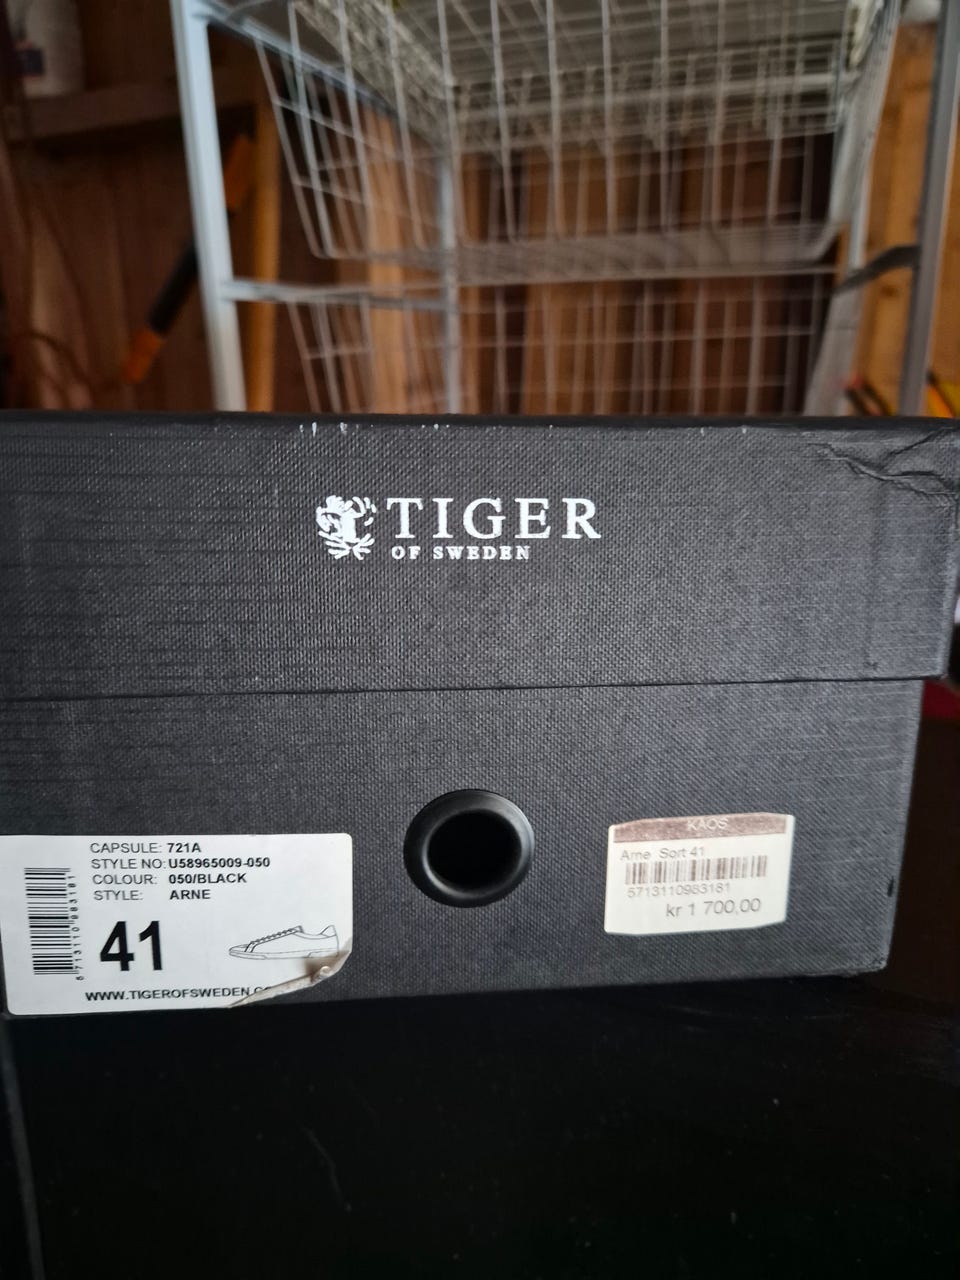 TIGER
OF SWEDEN
CAPSULE: 721A
STYLE NO: U58965009-050
COLOUR: 050/BLACK
STYLE: ARNE
41
5713110983181
WWW.TIGEROFSWEDEN.C
KAOS
Arne Sort 41
5713110983181
kr 1 700,00